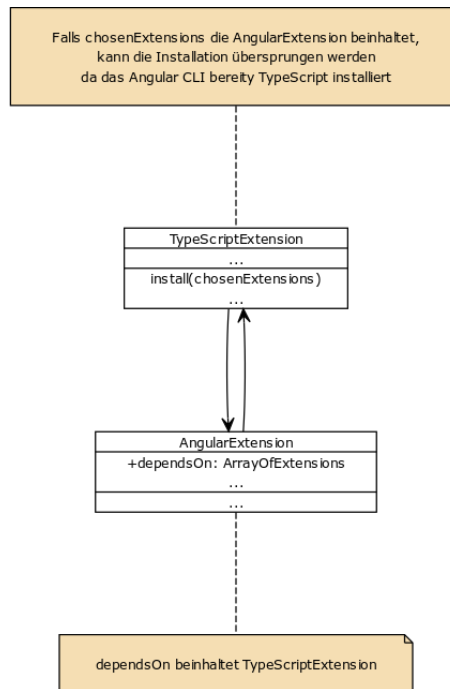 Falls chosenExtensions die AngularExtension beinhaltet,
kann die Installation übersprungen werden
da das Angular CLI bereity TypeScript installiert
TypeScriptExtension
...
install(chosenExtensions)
...
AngularExtension
+dependsOn: ArrayOfExtensions
...
...
dependsOn beinhaltet TypeScriptExtension